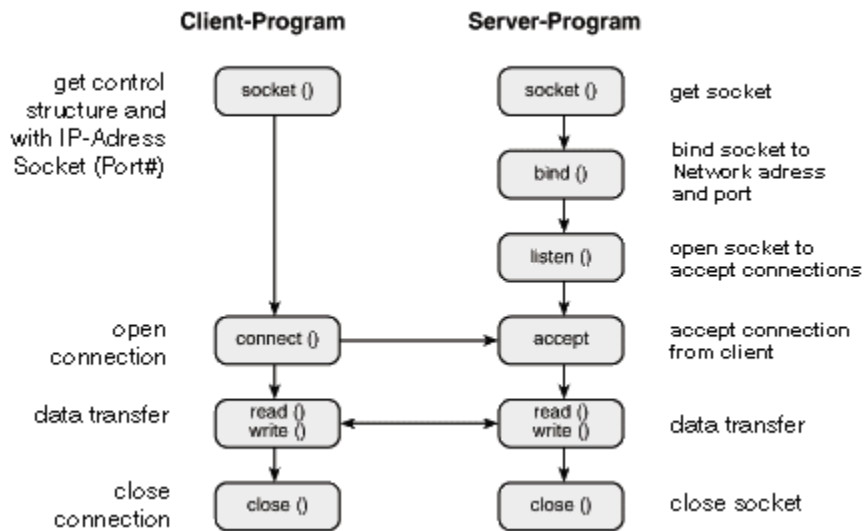 Client-Program
Server-Program
get control
structure and
with IP-Adress
Socket (Port#)
socket ()
socket ()
get socket
bind ()
bind socket to
Network adress
and port
listen ()
open socket to
accept connections
open
connection
connect ()
accept
accept connection
from client
data transfer
read ()
write ()
read ()
write ()
data transfer
close
connection
close ()
close ()
close socket